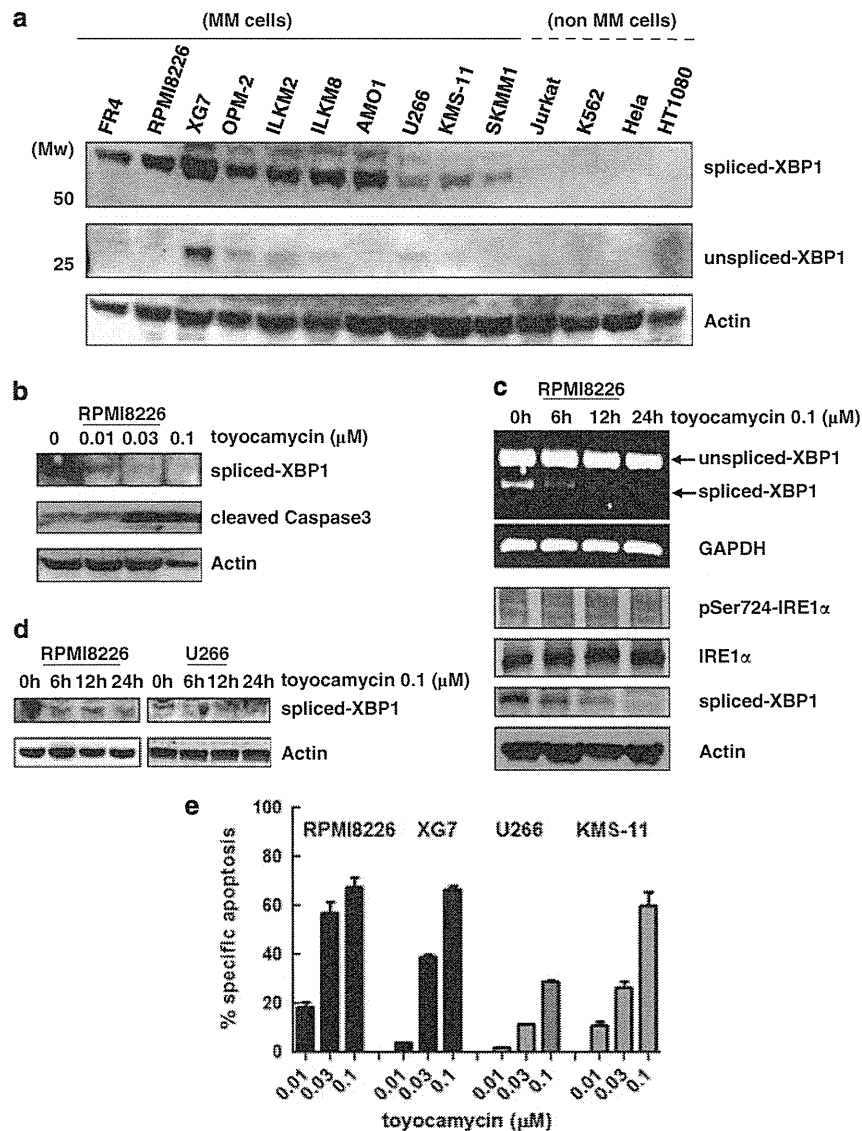 a
(MM cells) (non MM cells)
FR4 RPMI8226 XG7 OPM-2 ILKM2 ILKM8 AMO1 U266 KMS-11 SKMM1 Jurkat K562 Hela HT1080
(Mw)
50
spliced-XBP1
25
unspliced-XBP1
Actin
b
RPMI8226
0 0.01 0.03 0.1 toyocamycin (μM)
spliced-XBP1
cleaved Caspase3
Actin
c
RPMI8226
0h 6h 12h 24h toyocamycin 0.1 (μM)
unspliced-XBP1
spliced-XBP1
GAPDH
pSer724-IRE1α
IRE1α
spliced-XBP1
Actin
d
RPMI8226 U266
0h 6h 12h 24h 0h 6h 12h 24h toyocamycin 0.1 (μM)
spliced-XBP1
Actin
e
% specific apoptosis
100
80
60
40
20
0
RPMI8226 XG7 U266 KMS-11
0.01 0.03 0.1 0.01 0.03 0.1 0.01 0.03 0.1 0.01 0.03 0.1
toyocamycin (μM)